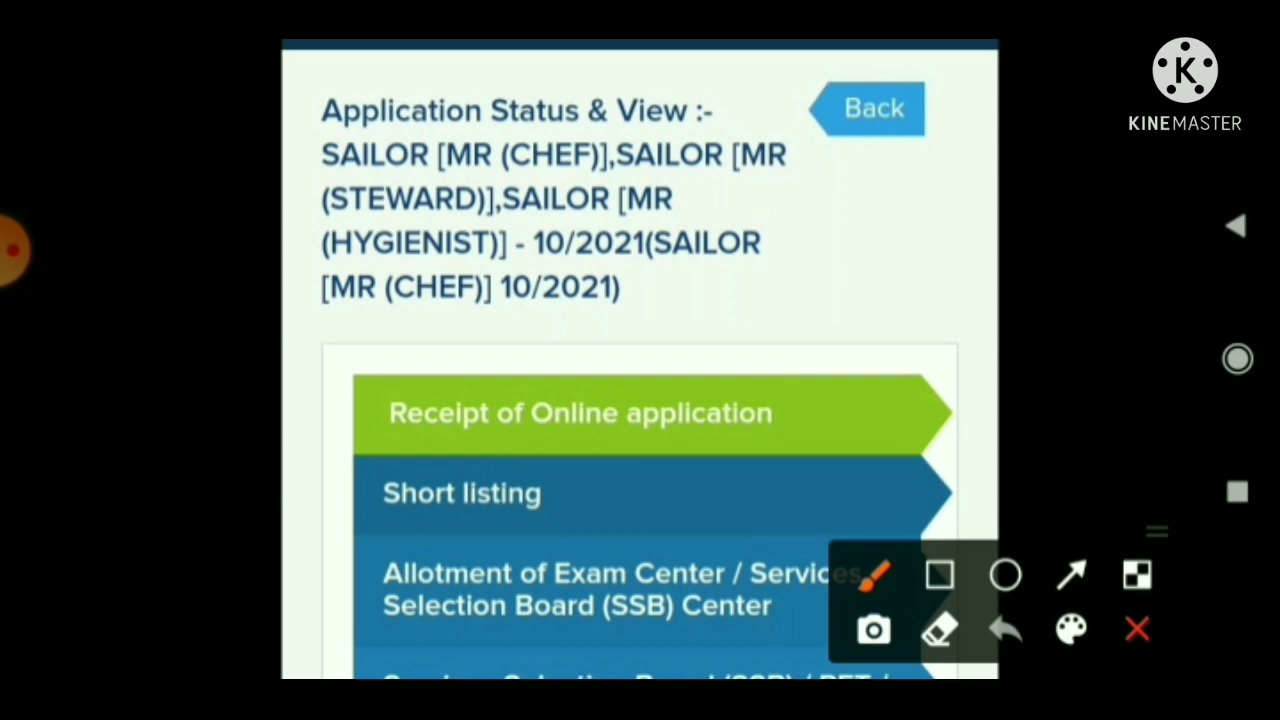 Application Status & View :-
SAILOR [MR (CHEF)],SAILOR [MR
(STEWARD)],SAILOR [MR
(HYGIENIST)] - 10/2021(SAILOR
[MR (CHEF)] 10/2021)
Back
K
KINEMASTER
Receipt of Online application
Short listing
Allotment of Exam Center / Services
Selection Board (SSB) Center